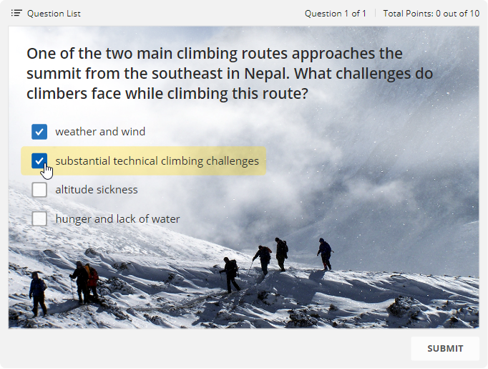 Question List
Question 1 of 1
Total Points: 0 out of 10
One of the two main climbing routes approaches the
summit from the southeast in Nepal. What challenges do
climbers face while climbing this route?
weather and wind
substantial technical climbing challenges
altitude sickness
hunger and lack of water
SUBMIT